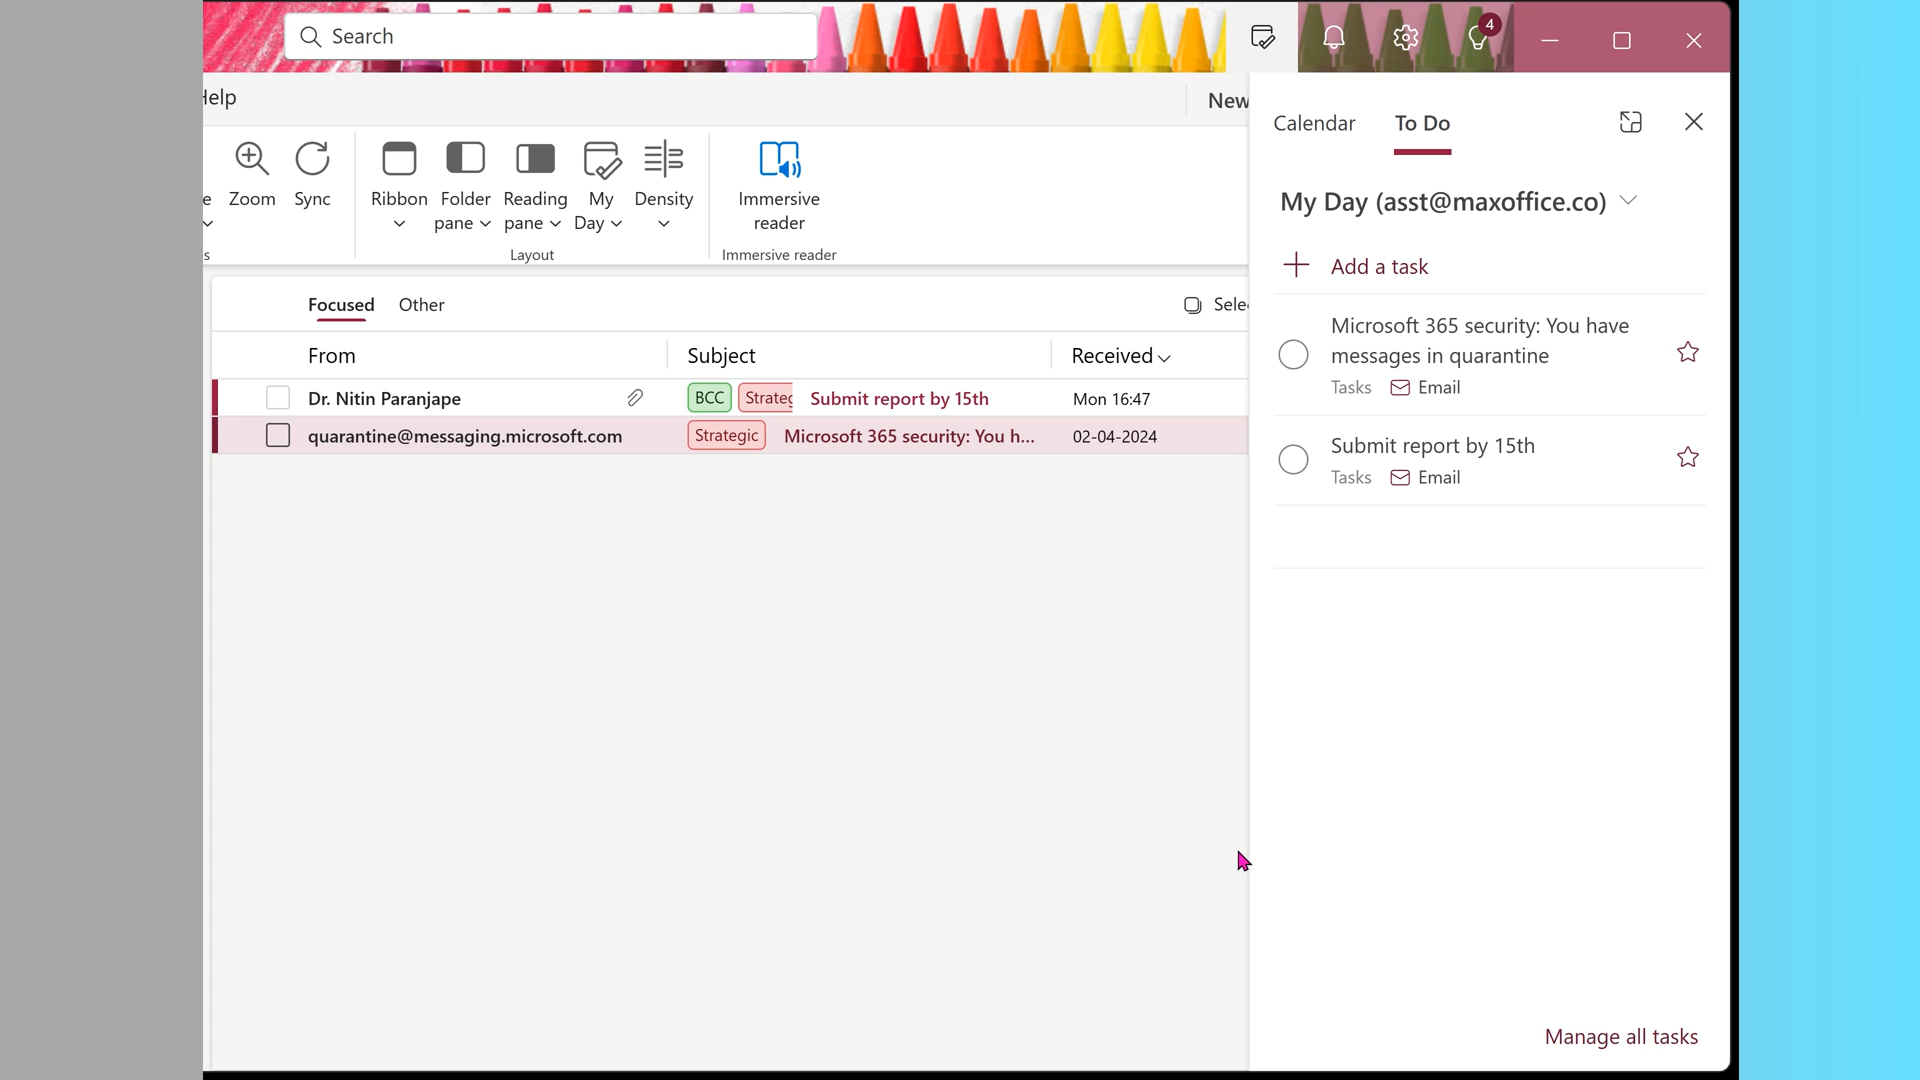 Search
4
Help
New
Zoom
Sync
Ribbon
Folder pane
Reading pane
My Day
Density
Immersive reader
Layout
Immersive reader
Focused
Other
From
Subject
Received
Dr. Nitin Paranjape
BCC
Submit report by 15th
Mon 16:47
quarantine@messaging.microsoft.com
Strategic
Microsoft 365 security: You h...
02-04-2024
Calendar
To Do
My Day (asst@maxoffice.co)
Add a task
Microsoft 365 security: You have
messages in quarantine
Tasks
Email
Submit report by 15th
Tasks
Email
Manage all tasks